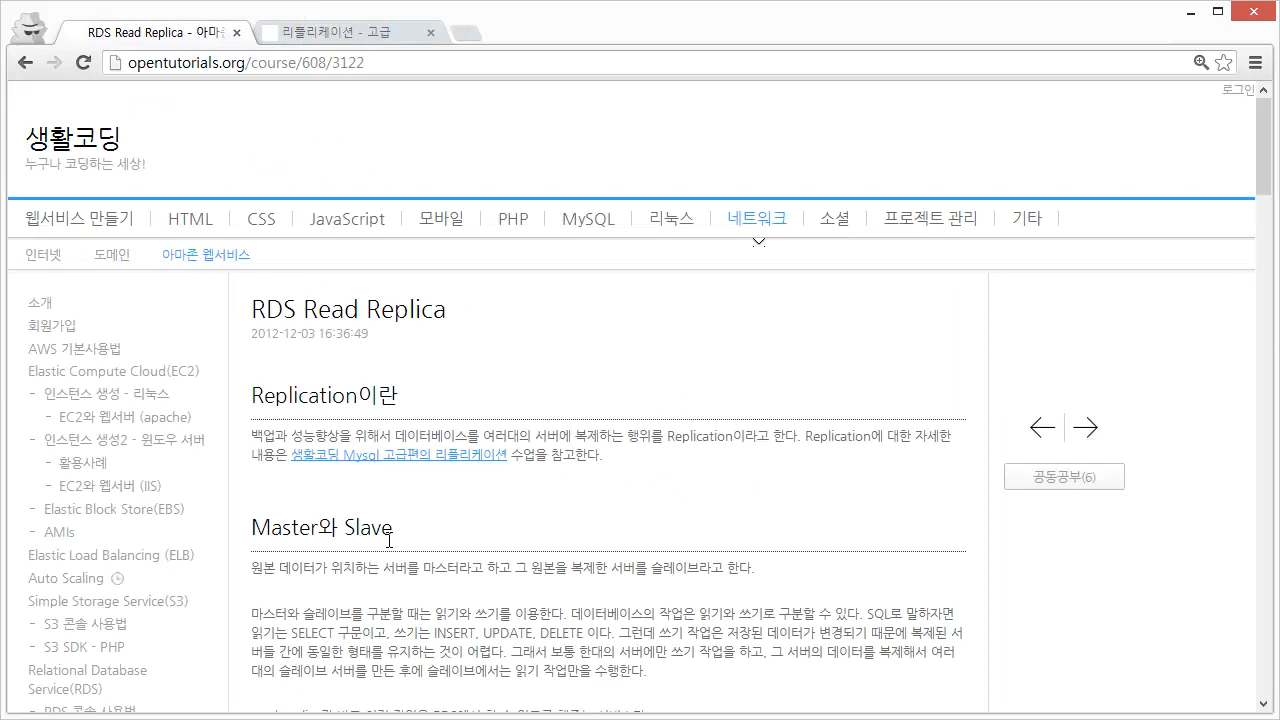 RDS Read Replica - 아마
리플리케이션 - 고급
opentutorials.org/course/608/3122
로그인
생활코딩
누구나 코딩하는 세상!
웹서비스 만들기 HTML CSS JavaScript 모바일 PHP MySQL 리눅스 네트워크 소셜 프로젝트 관리 기타
인터넷 도메인 아마존 웹서비스
소개
회원가입
AWS 기본사용법
Elastic Compute Cloud(EC2)
- 인스턴스 생성 - 리눅스
- EC2와 웹서버 (apache)
- 인스턴스 생성2 - 윈도우 서버
- 활용사례
- EC2와 웹서버 (IIS)
- Elastic Block Store(EBS)
- AMIs
Elastic Load Balancing (ELB)
Auto Scaling
Simple Storage Service(S3)
- S3 콘솔 사용법
- S3 SDK - PHP
Relational Database
Service(RDS)
- RDS 콘솔 사용법
RDS Read Replica
2012-12-03 16:36:49
Replication이란
백업과 성능향상을 위해서 데이터베이스를 여러대의 서버에 복제하는 행위를 Replication이라고 한다. Replication에 대한 자세한
내용은 생활코딩 Mysql 고급편의 리플리케이션 수업을 참고한다.
Master와 Slave
원본 데이터가 위치하는 서버를 마스터라고 하고 그 원본을 복제한 서버를 슬레이브라고 한다.
마스터와 슬레이브를 구분할 때는 읽기와 쓰기를 이용한다. 데이터베이스의 작업은 읽기와 쓰기로 구분할 수 있다. SQL로 말하자면
읽기는 SELECT 구문이고, 쓰기는 INSERT, UPDATE, DELETE 이다. 그런데 쓰기 작업은 저장된 데이터가 변경되기 때문에 복제된 서
버들 간에 동일한 형태를 유지하는 것이 어렵다. 그래서 보통 한대의 서버에만 쓰기 작업을 하고, 그 서버의 데이터를 복제해서 여러
대의 슬레이브 서버를 만든 후에 슬레이브에서는 읽기 작업만을 수행한다.
공동공부(6)